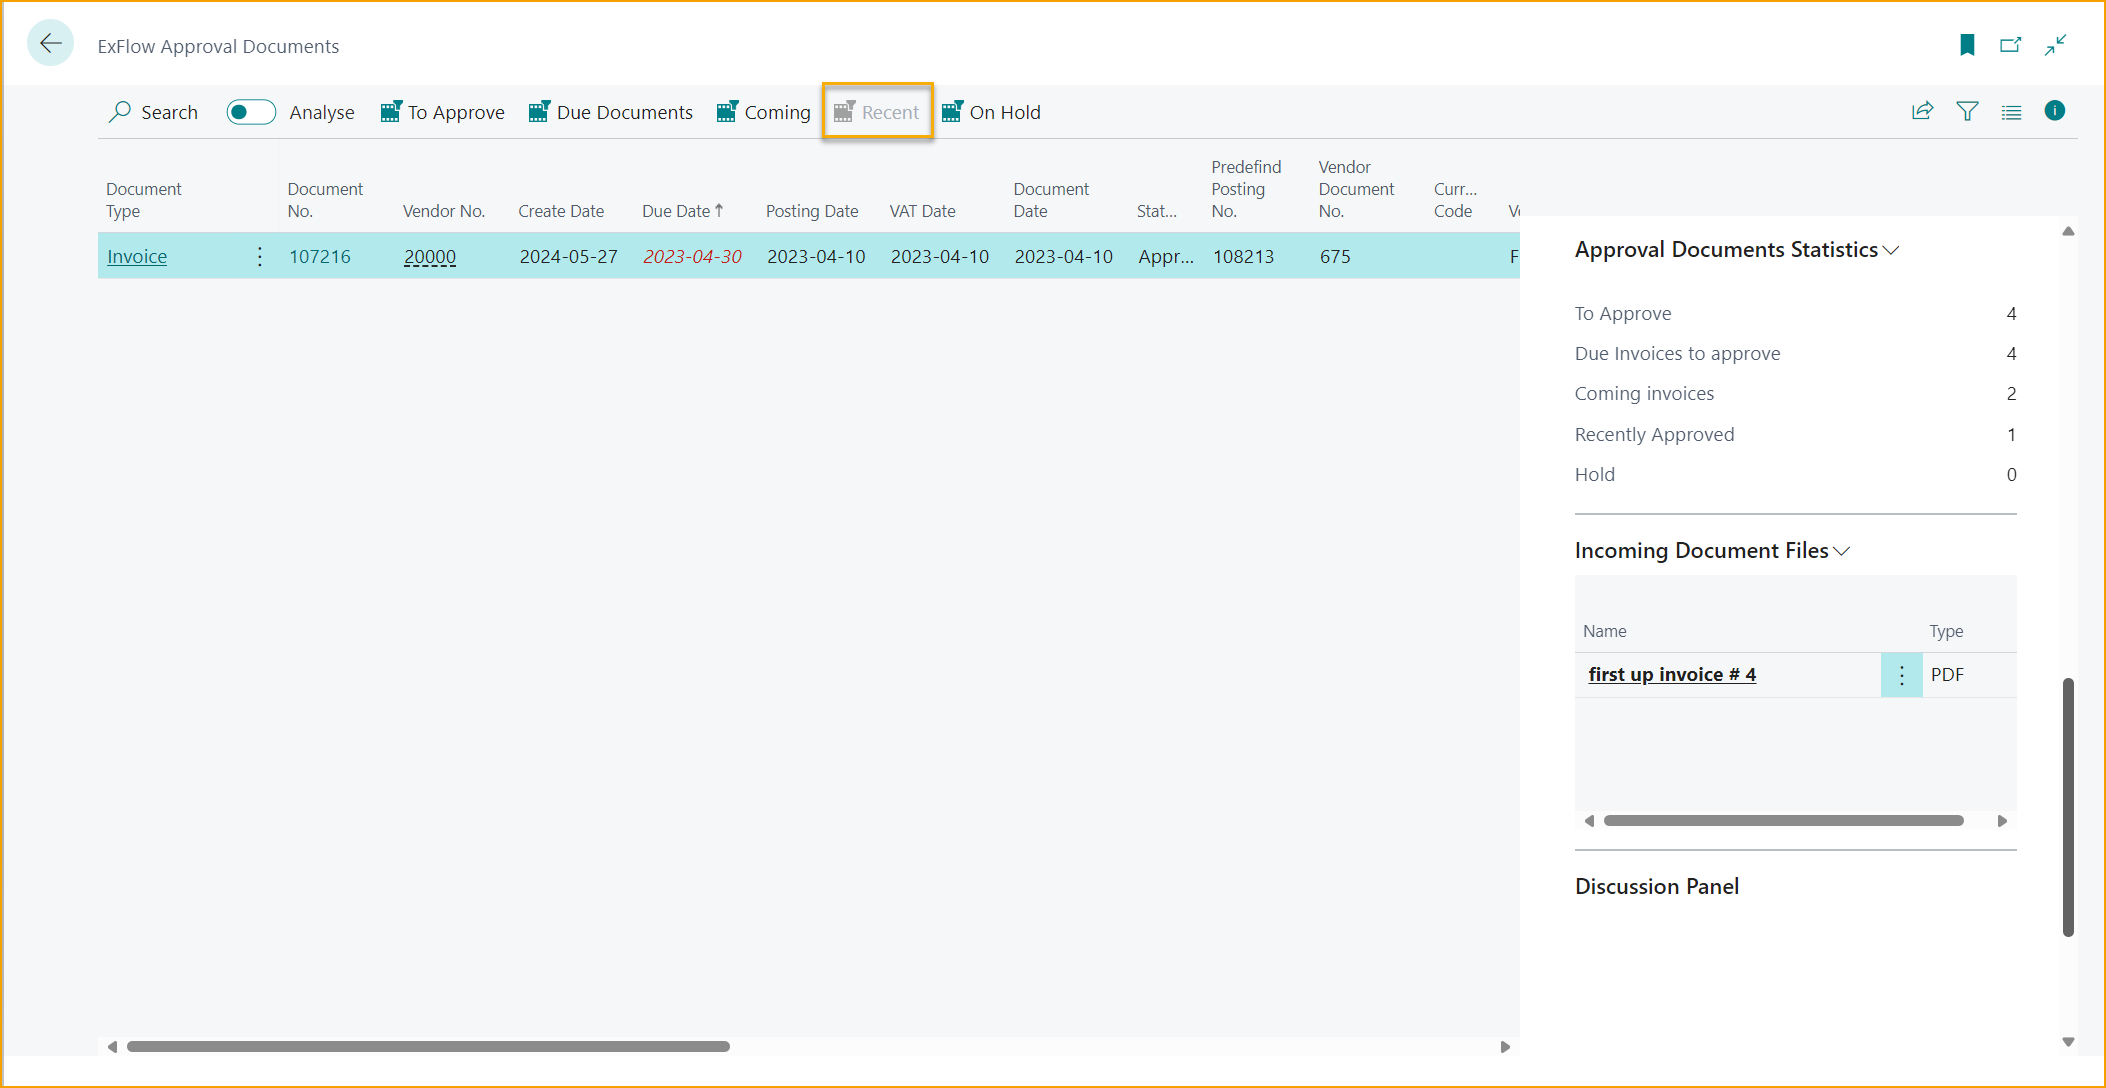 ExFlow Approval Documents
Search Analyse To Approve Due Documents Coming Recent On Hold
Document Type Document No. Vendor No. Create Date Due Date Posting Date VAT Date Document Date Stat... Predefind Posting No. Vendor Document No. Curr... Code
Invoice 107216 20000 2024-05-27 2023-04-30 2023-04-10 2023-04-10 2023-04-10 Appr... 108213 675 F
Approval Documents Statistics
To Approve 4
Due Invoices to approve 4
Coming invoices 2
Recently Approved 1
Hold 0
Incoming Document Files
Name Type
first up invoice # 4 PDF
Discussion Panel